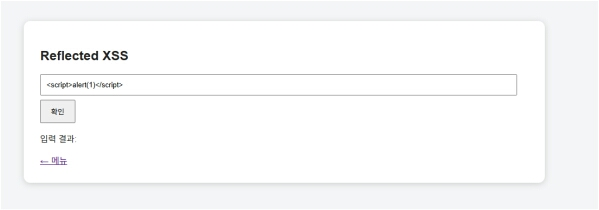 Reflected XSS
<script>alert(1)</script>
확인
입력 결과:
← 메뉴